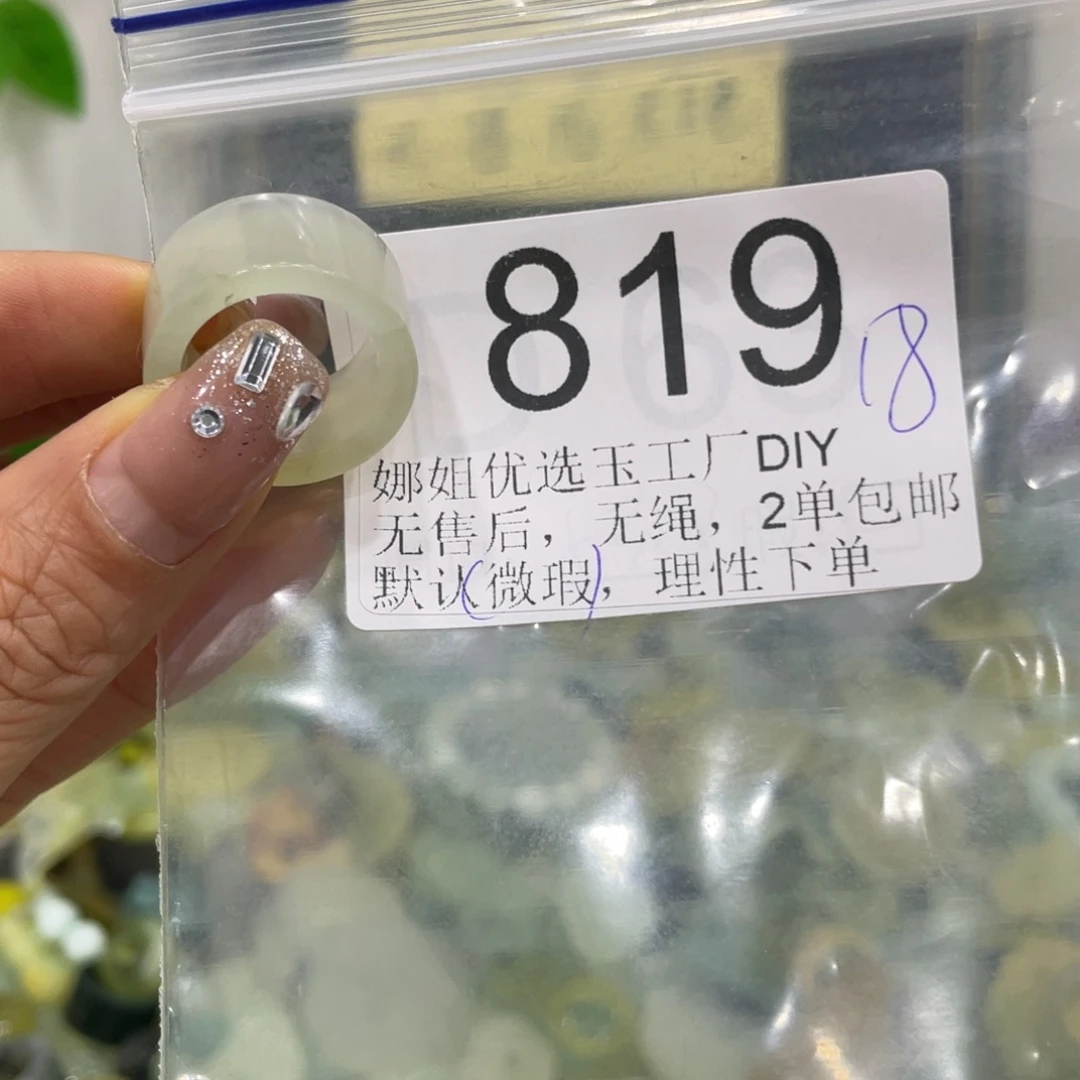 819
18
娜姐优选玉工厂DIY
无售后，无绳，2单包邮
默认(微瑕)，理性下单